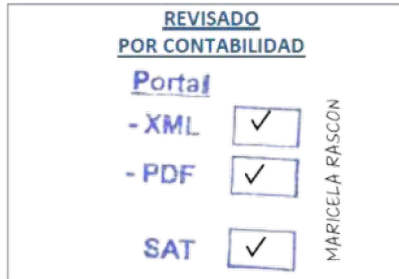 REVISADO
POR CONTABILIDAD
Portal
- XML ✓
- PDF ✓
SAT ✓
MARICELA RASCON